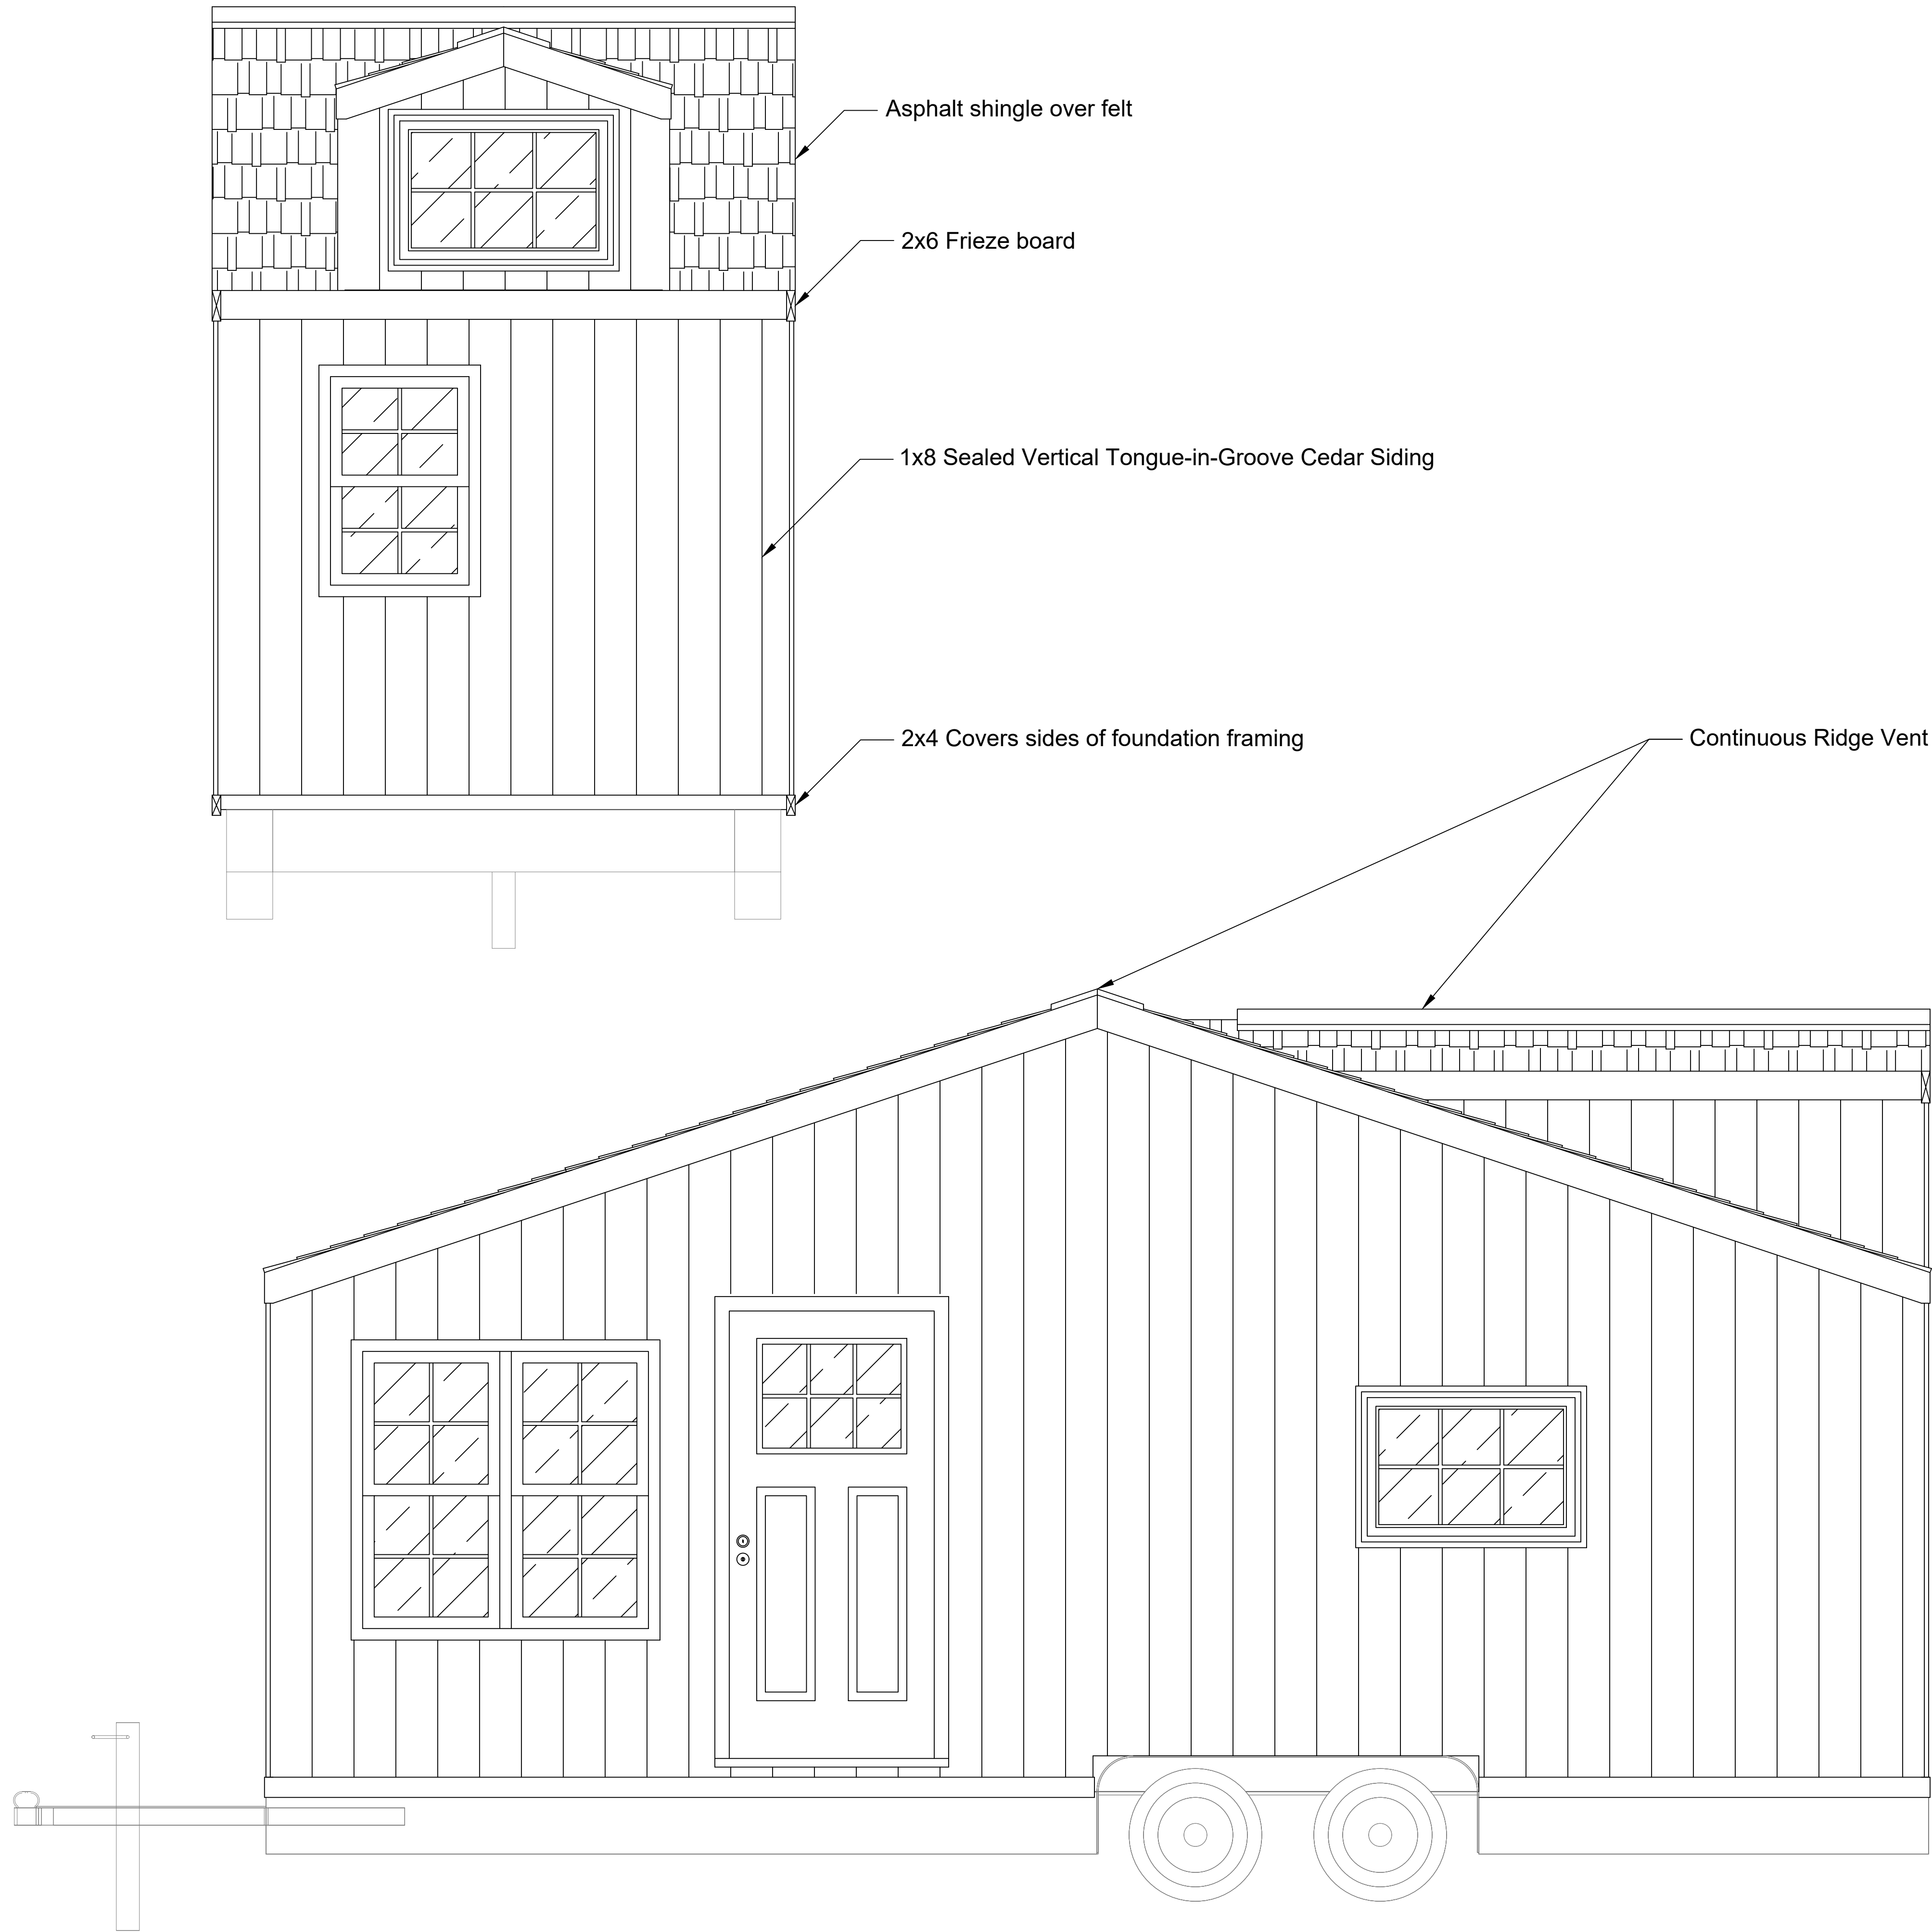 Asphalt shingle over felt
2x6 Frieze board
1x8 Sealed Vertical Tongue-in-Groove Cedar Siding
2x4 Covers sides of foundation framing
Continuous Ridge Vent